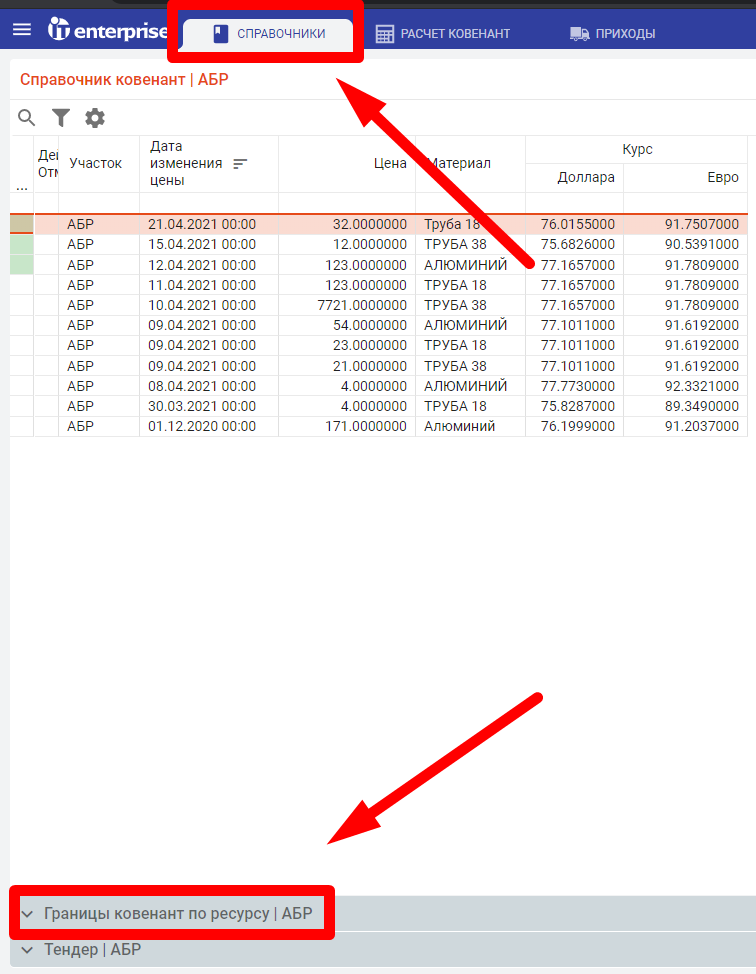 it enterprise СПРАВОЧНИКИ РАСЧЕТ КОВЕНАНТ ПРИХОДЫ
Справочник ковенант | АБР
... Участок Дата изменения цены Цена Материал Курс
Доллара Евро
АБР 21.04.2021 00:00 32.0000000 Труба 18 76.0155000 91.7507000
АБР 15.04.2021 00:00 12.0000000 ТРУБА 38 75.6826000 90.5391000
АБР 12.04.2021 00:00 123.0000000 АЛЮМИНИЙ 77.1657000 91.7809000
АБР 11.04.2021 00:00 123.0000000 ТРУБА 18 77.1657000 91.7809000
АБР 10.04.2021 00:00 7721.0000000 ТРУБА 38 77.1657000 91.7809000
АБР 09.04.2021 00:00 54.0000000 АЛЮМИНИЙ 77.1011000 91.6192000
АБР 09.04.2021 00:00 23.0000000 ТРУБА 18 77.1011000 91.6192000
АБР 09.04.2021 00:00 21.0000000 ТРУБА 38 77.1011000 91.6192000
АБР 08.04.2021 00:00 4.0000000 АЛЮМИНИЙ 77.7730000 92.3321000
АБР 30.03.2021 00:00 4.0000000 ТРУБА 18 75.8287000 89.3490000
АБР 01.12.2020 00:00 171.0000000 Алюминий 76.1999000 91.2037000
Границы ковенант по ресурсу | АБР
Тендер | АБР